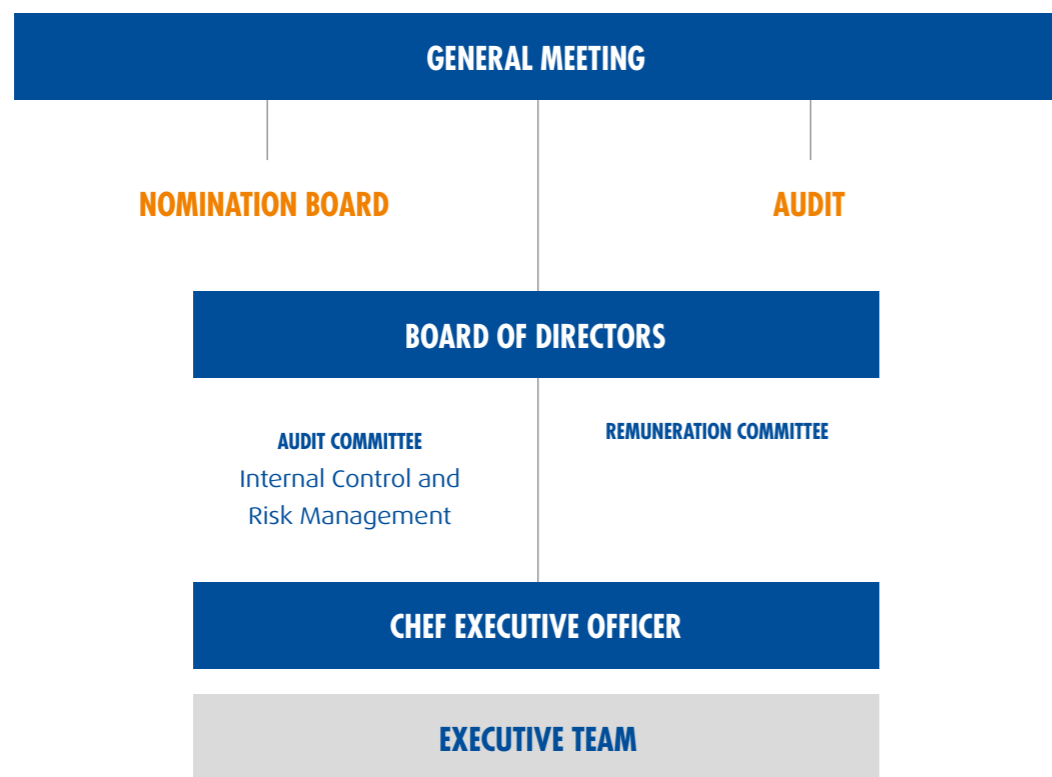 GENERAL MEETING
NOMINATION BOARD
AUDIT
BOARD OF DIRECTORS
AUDIT COMMITTEE
Internal Control and
Risk Management
REMUNERATION COMMITTEE
CHEF EXECUTIVE OFFICER
EXECUTIVE TEAM